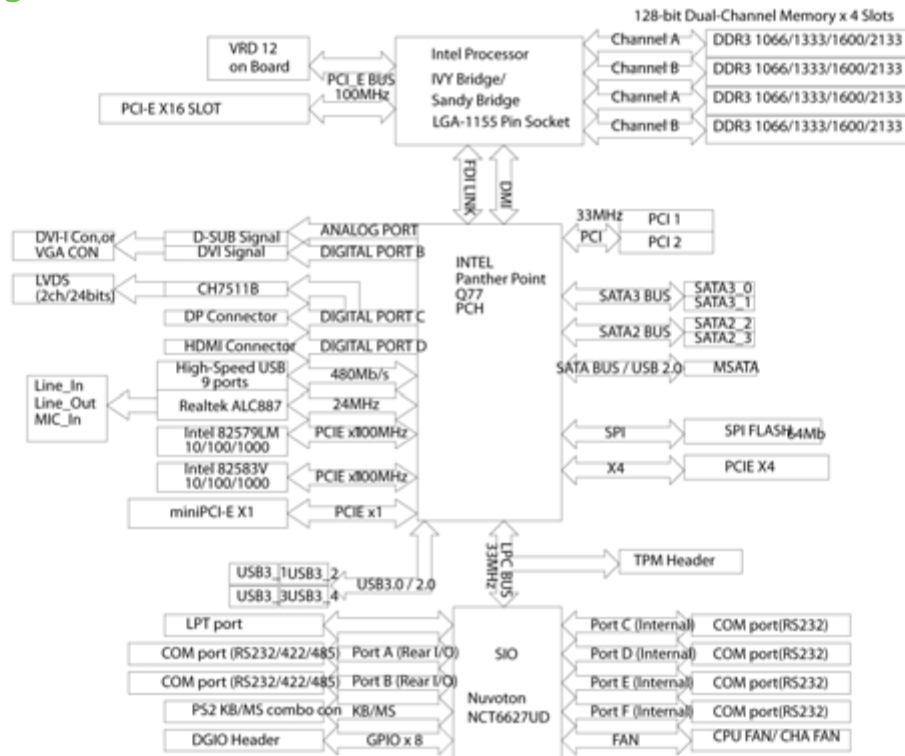 128-bit Dual-Channel Memory x 4 Slots
VRD 12
on Board
PCI_E BUS
100MHz
PCI-E X16 SLOT
Intel Processor
IVY Bridge/
Sandy Bridge
LGA-1155 Pin Socket
Channel A
DDR3 1066/1333/1600/2133
Channel B
DDR3 1066/1333/1600/2133
Channel A
DDR3 1066/1333/1600/2133
Channel B
DDR3 1066/1333/1600/2133
FDI LINK
DMI
DVI-I Con,or
VGA CON
D-SUB Signal
DVI Signal
ANALOG PORT
DIGITAL PORT B
LVDS
(2ch/24bits)
CH7511B
DP Connector
DIGITAL PORT C
HDMI Connector
DIGITAL PORT D
High-Speed USB
9 ports
480Mb/s
Line_In
Line_Out
MIC_In
Realtek ALC887
24MHz
Intel 82579LM
10/100/1000
PCIE x1 100MHz
Intel 82583V
10/100/1000
PCIE x1 100MHz
miniPCI-E X1
PCIE x1
INTEL
Panther Point
Q77
PCH
33MHz
PCI
PCI 1
PCI 2
SATA3 BUS
SATA3_0
SATA3_1
SATA2 BUS
SATA2_2
SATA2_3
SATA BUS / USB 2.0
MSATA
SPI
SPI FLASH 64Mb
X4
PCIE X4
USB3_1 USB3_2
USB3_3 USB3_4
USB3.0 / 2.0
LPC BUS
33MHz
TPM Header
LPT port
COM port (RS232/422/485)
Port A (Rear I/O)
COM port (RS232/422/485)
Port B (Rear I/O)
PS2 KB/MS combo con
KB/MS
DGIO Header
GPIO x 8
SIO
Nuvoton
NCT6627UD
Port C (Internal)
COM port(RS232)
Port D (Internal)
COM port(RS232)
Port E (Internal)
COM port(RS232)
Port F (Internal)
COM port(RS232)
FAN
CPU FAN/ CHA FAN